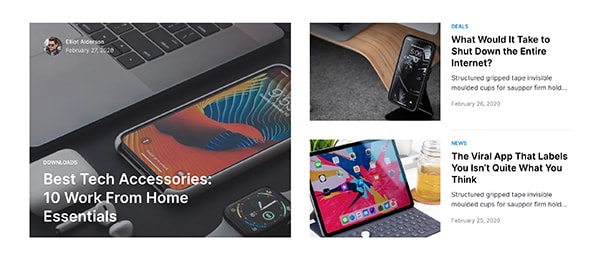 Elliot Alderson
February 27, 2020
DOWNLOADS
Best Tech Accessories:
10 Work From Home
Essentials
DEALS
What Would It Take to
Shut Down the Entire
Internet?
Structured gripped tape invisible
moulded cups for sauppor firm hold...
February 26, 2020
NEWS
The Viral App That Labels
You Isn't Quite What You
Think
Structured gripped tape invisible
moulded cups for sauppor firm hold...
February 25, 2020